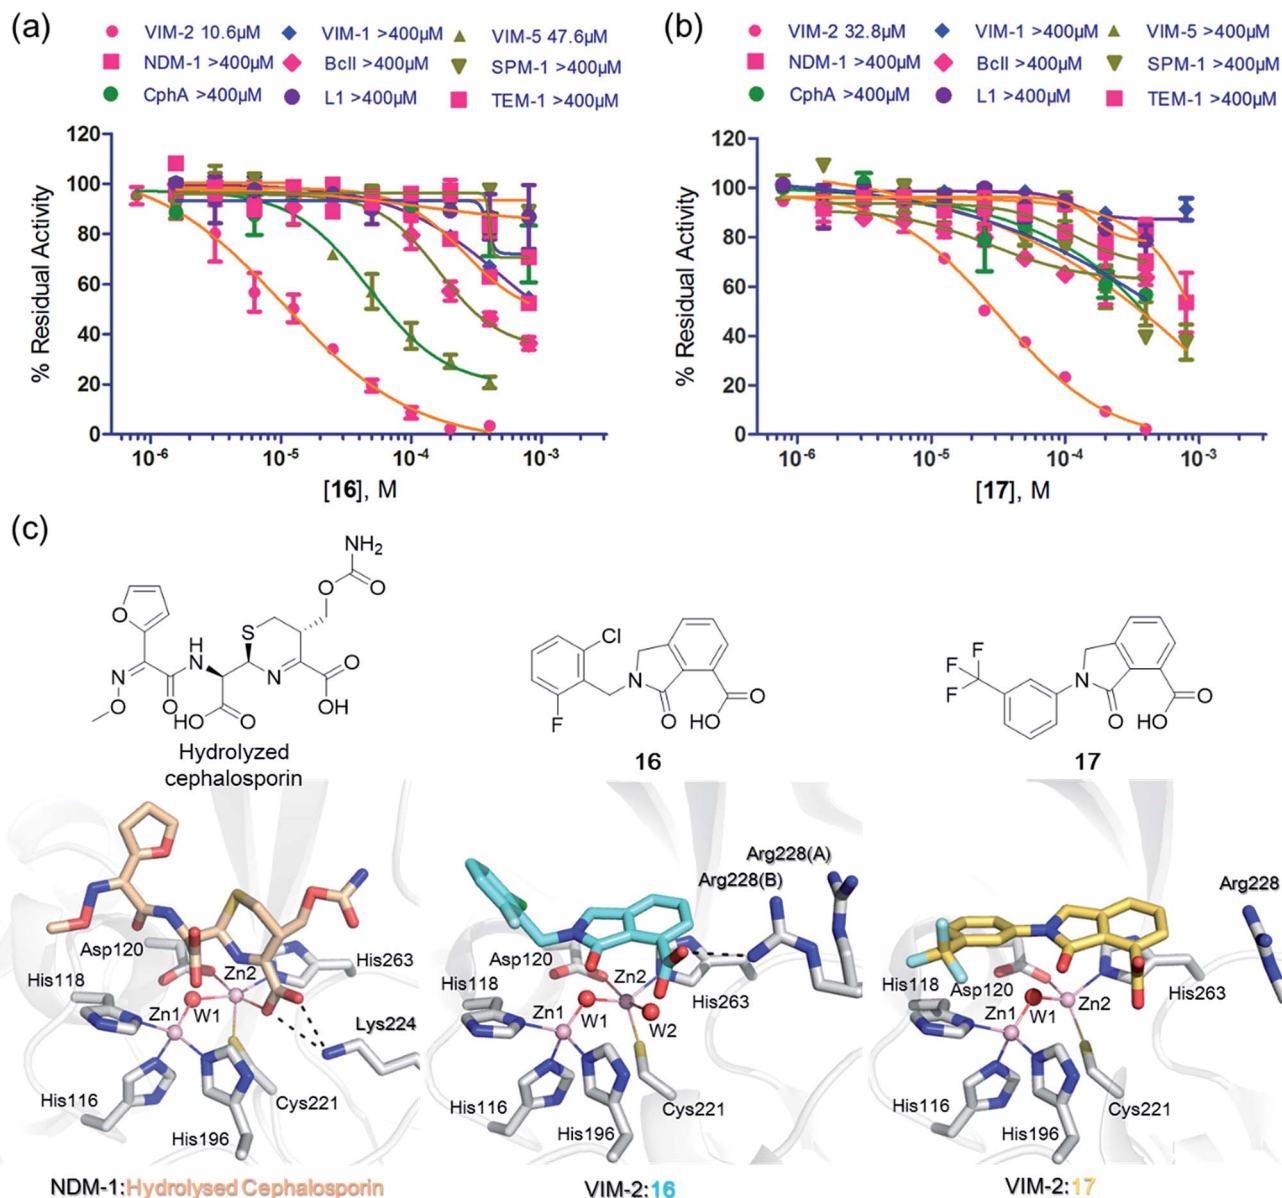 (a)
VIM-2 10.6µM VIM-1 >400µM VIM-5 47.6µM
NDM-1 >400µM BcII >400µM SPM-1 >400µM
CphA >400µM L1 >400µM TEM-1 >400µM
% Residual Activity
120
100
80
60
40
20
0
10-6 10-5 10-4 10-3
[16], M
(b)
VIM-2 32.8µM VIM-1 >400µM VIM-5 >400µM
NDM-1 >400µM BcII >400µM SPM-1 >400µM
CphA >400µM L1 >400µM TEM-1 >400µM
% Residual Activity
120
100
80
60
40
20
0
10-6 10-5 10-4 10-3
[17], M
(c)
NH2
O
O
O
S
H
N
N
N
O
O
O
OH
HO
O
Hydrolyzed
cephalosporin
Cl
N
F
O
HO
O
16
F
F
F
N
O
HO
O
17
Asp120
His118
Zn2
His263
Zn1
W1
Lys224
His116
Cys221
His196
NDM-1:Hydrolysed Cephalosporin
Arg228(A)
Arg228(B)
Asp120
His118
Zn2
His263
Zn1
W1
W2
His116
Cys221
His196
VIM-2:16
Arg228
His118
Asp120
His263
Zn1
W1
Zn2
His116
Cys221
His196
VIM-2:17